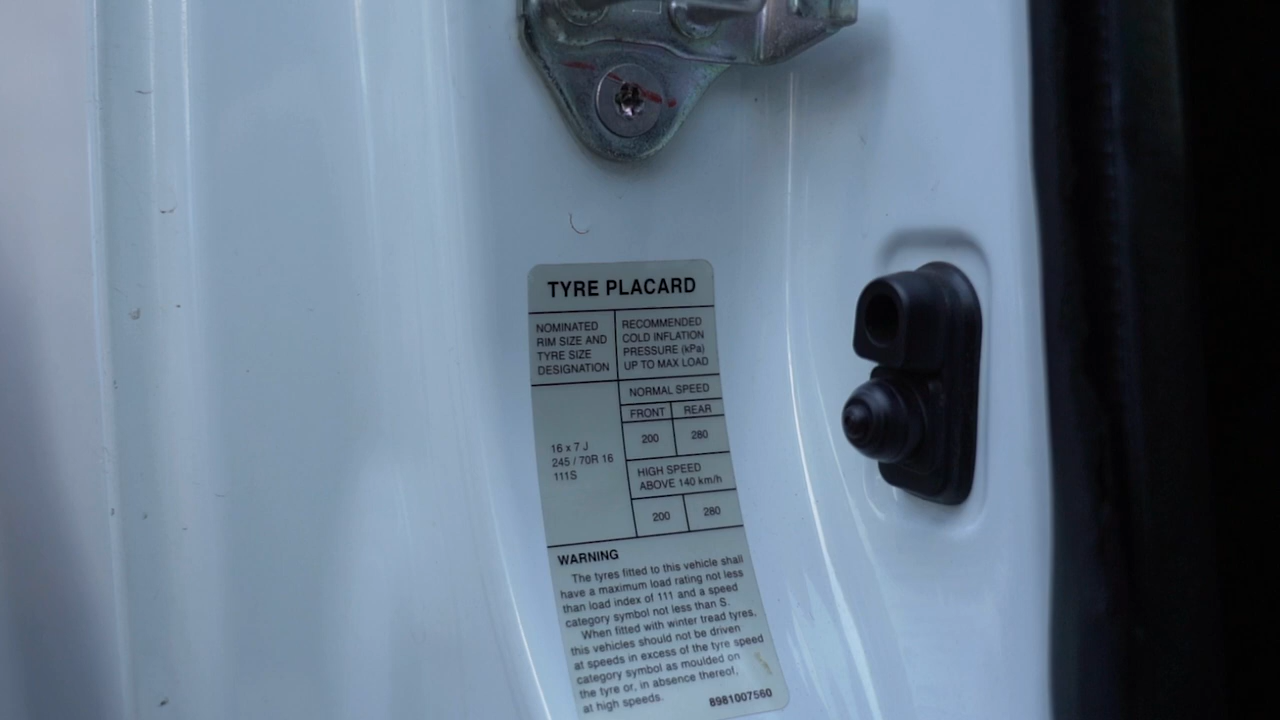 TYRE PLACARD
NOMINATED
RIM SIZE AND
TYRE SIZE
DESIGNATION
RECOMMENDED
COLD INFLATION
PRESSURE (kPa)
UP TO MAX LOAD
NORMAL SPEED
FRONT REAR
200 280
16 x 7 J
245 / 70R 16
111S
HIGH SPEED
ABOVE 140 km/h
200 280
WARNING
The tyres fitted to this vehicle shall
have a maximum load rating not less
than load index of 111 and a speed
category symbol not less than S.
When fitted with winter tread tyres,
this vehicles should not be driven
at speeds in excess of the tyre speed
category symbol as moulded on
the tyre or, in absence thereof,
at high speeds.
8981007560